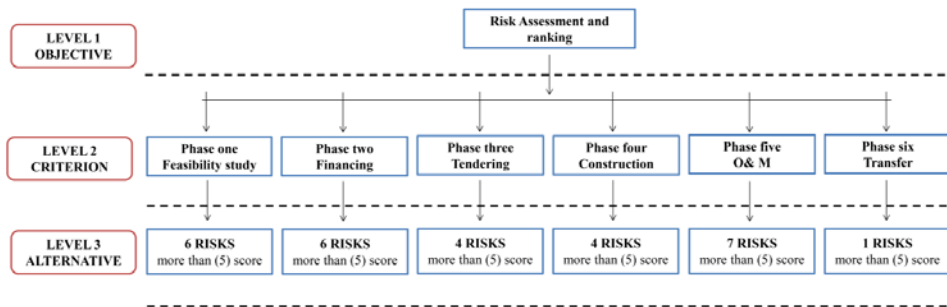 Risk Assessment and
ranking
LEVEL 1
OBJECTIVE
LEVEL 2
CRITERION
Phase one
Feasibility study
Phase two
Financing
Phase three
Tendering
Phase four
Construction
Phase five
O& M
Phase six
Transfer
LEVEL 3
ALTERNATIVE
6 RISKS
more than (5) score
6 RISKS
more than (5) score
4 RISKS
more than (5) score
4 RISKS
more than (5) score
7 RISKS
more than (5) score
1 RISKS
more than (5) score